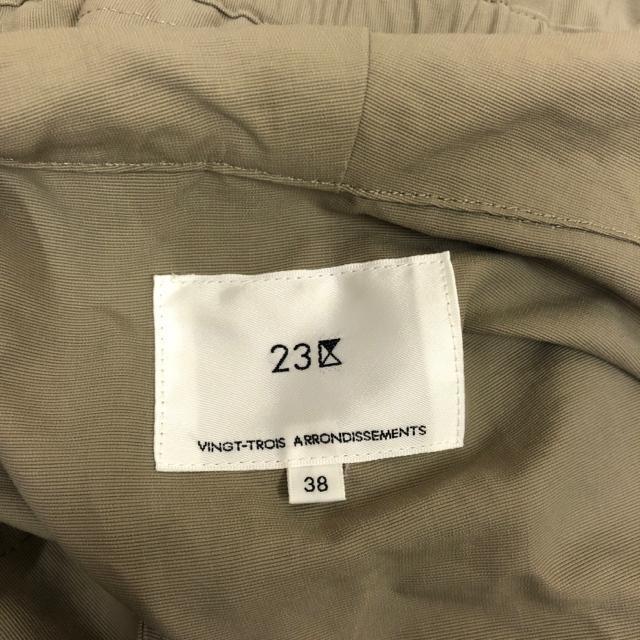 23区
VINGT-TROIS ARRONDISSEMENTS
38